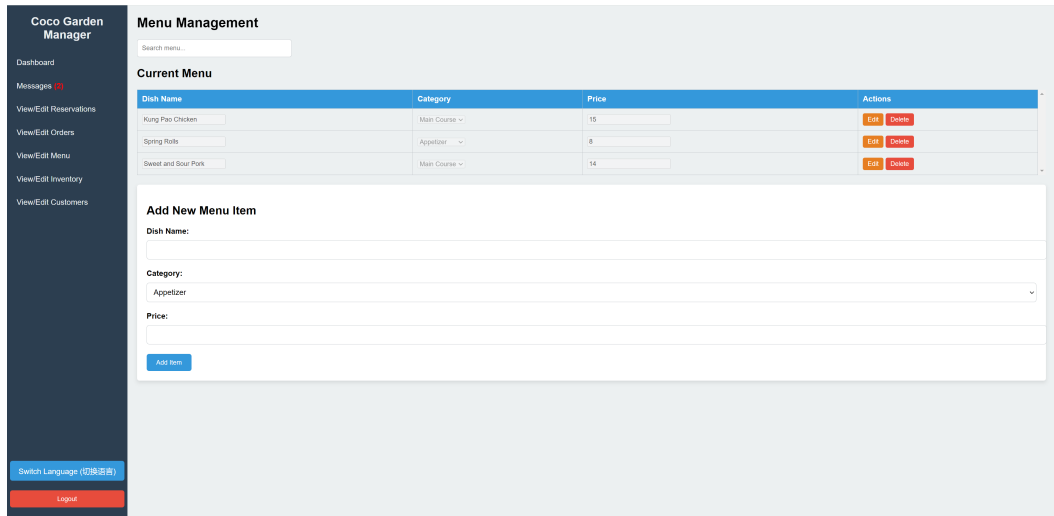 Coco Garden
Manager
Dashboard
Messages (2)
View/Edit Reservations
View/Edit Orders
View/Edit Menu
View/Edit Inventory
View/Edit Customers
Switch Language (切换语言)
Logout
Menu Management
Search menu...
Current Menu
Dish Name Category Price Actions
Kung Pao Chicken Main Course 15 Edit Delete
Spring Rolls Appetizer 8 Edit Delete
Sweet and Sour Pork Main Course 14 Edit Delete
Add New Menu Item
Dish Name:
Category:
Appetizer
Price:
Add Item